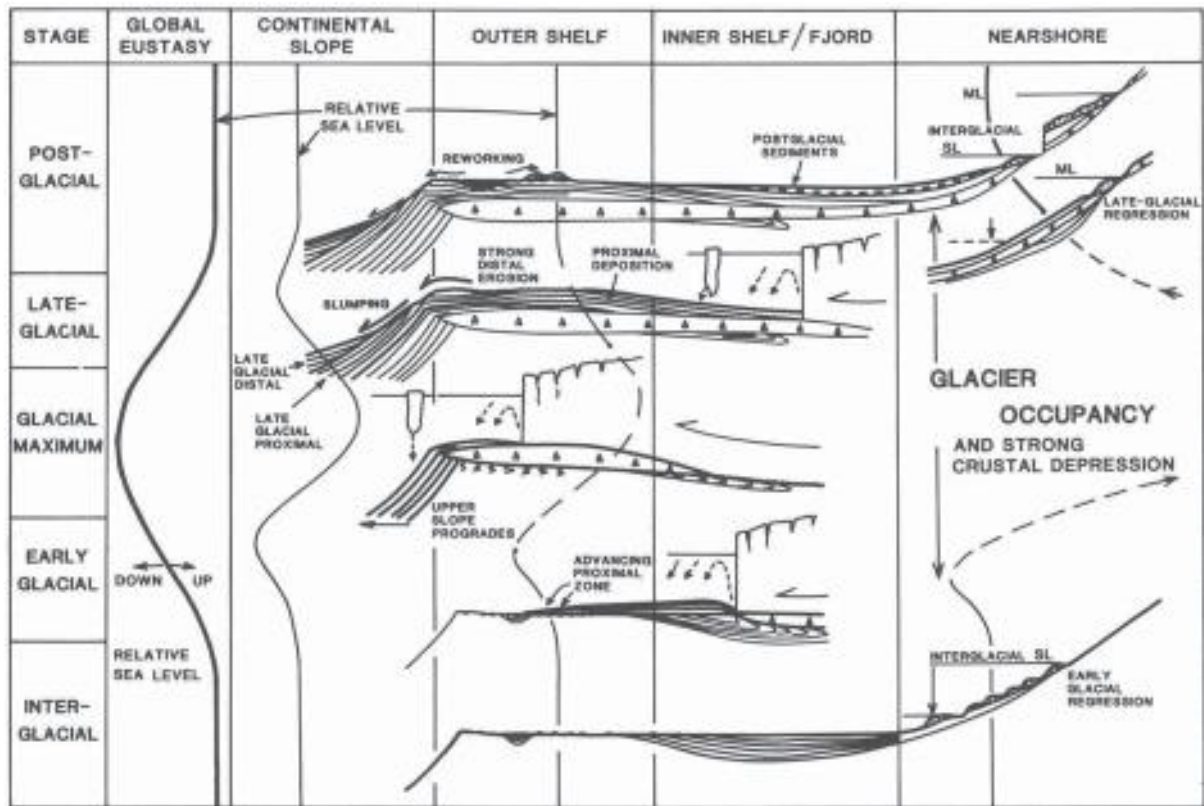 STAGE
GLOBAL
EUSTASY
CONTINENTAL
SLOPE
OUTER SHELF
INNER SHELF/FJORD
NEARSHORE
POST-
GLACIAL
RELATIVE
SEA LEVEL
REWORKING
POSTGLACIAL
SEDIMENTS
ML
INTERGLACIAL
SL
ML
LATE-GLACIAL
REGRESSION
LATE-
GLACIAL
STRONG
DISTAL
EROSION
PROXIMAL
DEPOSITION
SLUMPING
LATE
GLACIAL
DISTAL
LATE
GLACIAL
PROXIMAL
GLACIAL
MAXIMUM
GLACIER
OCCUPANCY
AND STRONG
CRUSTAL DEPRESSION
UPPER
SLOPE
PROGRADES
EARLY
GLACIAL
DOWN
UP
ADVANCING
PROXIMAL
ZONE
RELATIVE
SEA LEVEL
INTERGLACIAL SL
EARLY
GLACIAL
REGRESSION
INTER-
GLACIAL